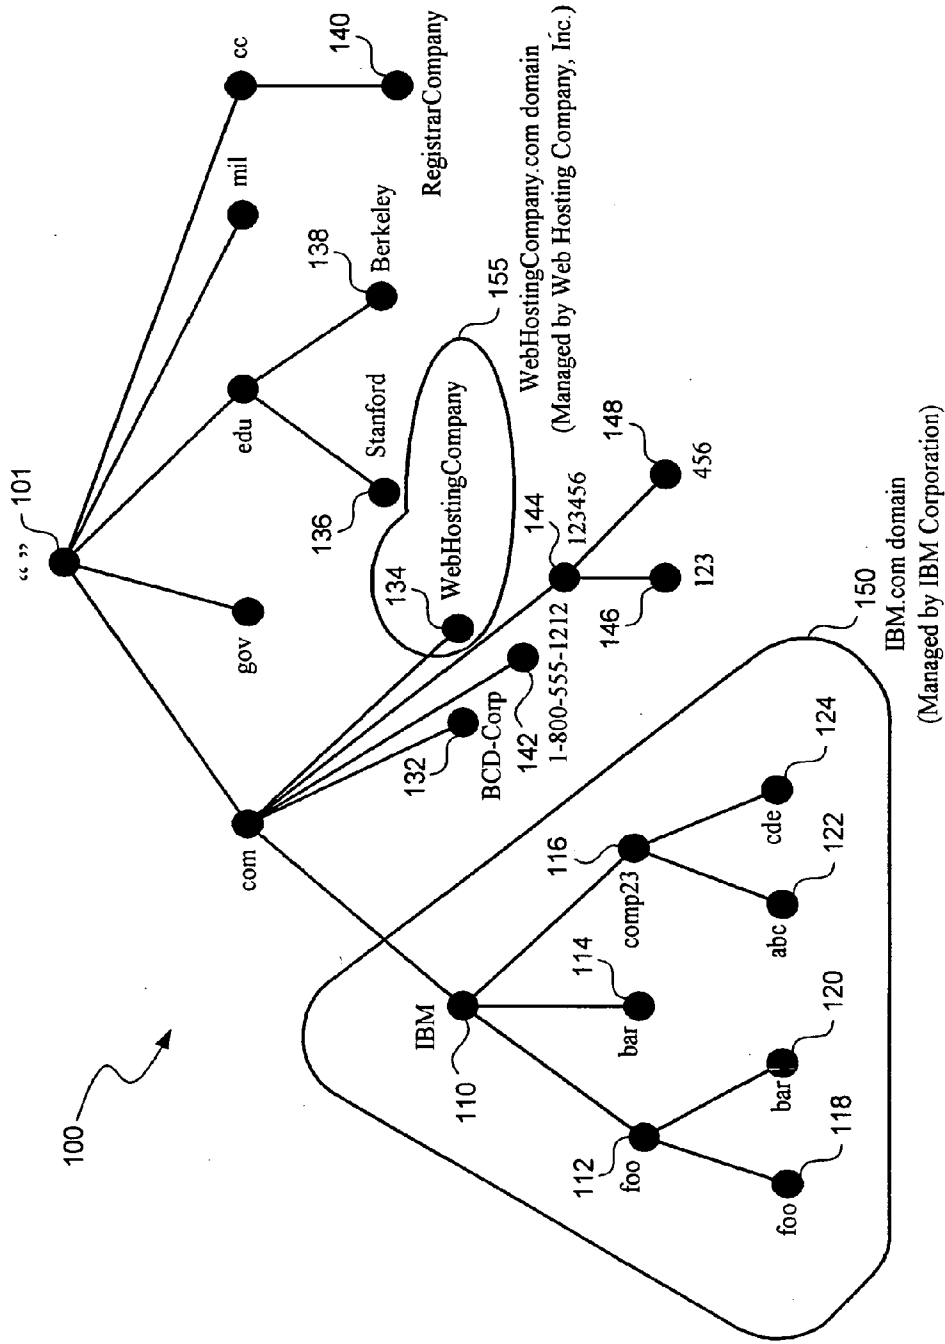 100
“ ”
101
com
gov
edu
mil
cc
IBM
110
BCD-Corp
132
142
1-800-555-1212
134
WebHostingCompany
136
Stanford
138
Berkeley
140
RegistrarCompany
155
WebHostingCompany.com domain
(Managed by Web Hosting Company, Inc.)
144
123456
146
123
148
456
112
foo
114
bar
116
comp23
foo
118
bar
120
abc
122
cde
124
150
IBM.com domain
(Managed by IBM Corporation)